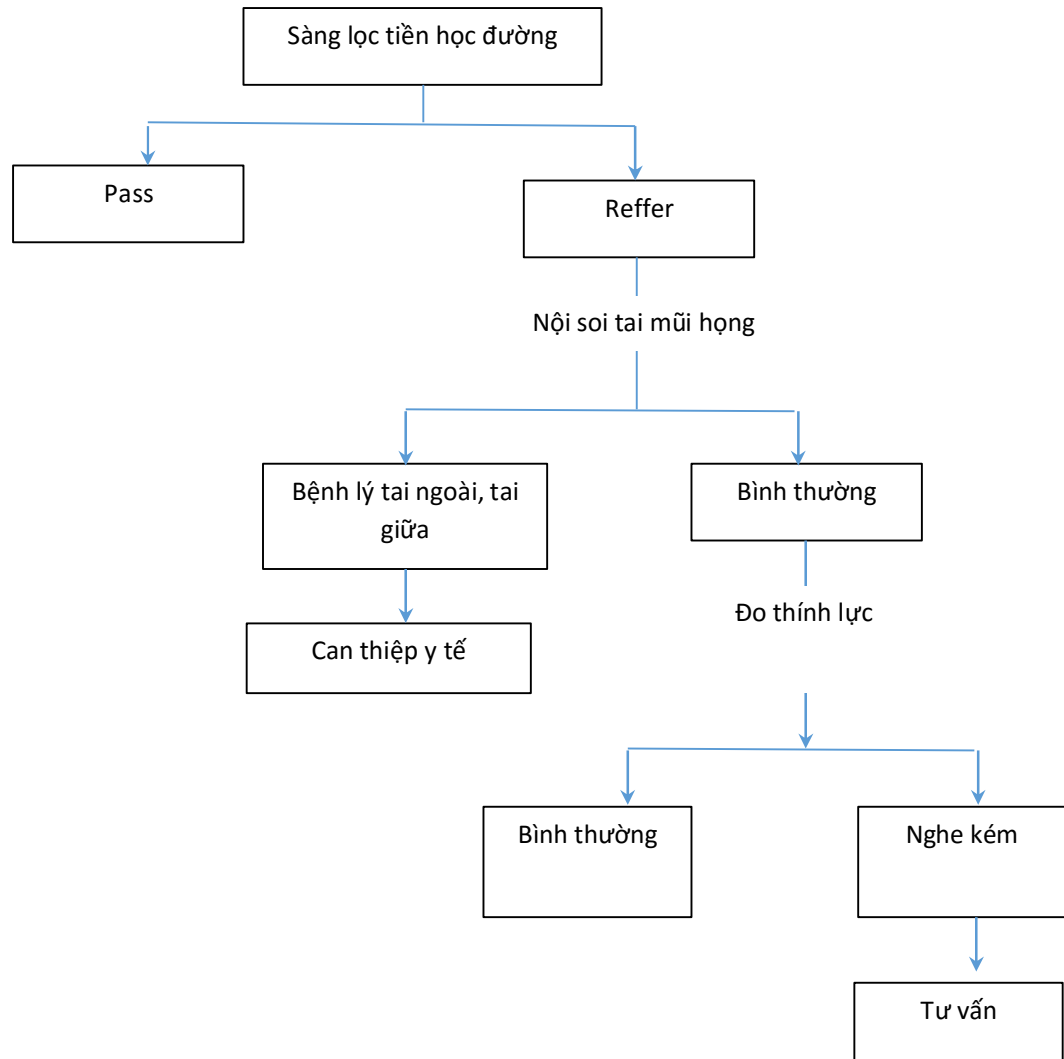 Sàng lọc tiền học đường
Pass
Reffer
Nội soi tai mũi họng
Bệnh lý tai ngoài, tai
giữa
Bình thường
Can thiệp y tế
Đo thính lực
Bình thường
Nghe kém
Tư vấn